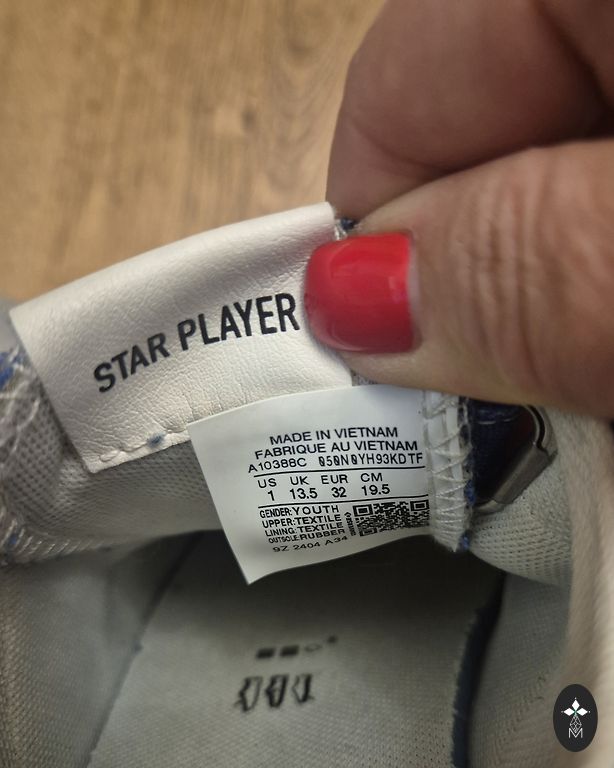 STAR PLAYER
MADE IN VIETNAM
FABRIQUE AU VIETNAM
A10388C 050N0YH93KDTF
US UK EUR CM
1 13.5 32 19.5
GENDER:YOUTH
UPPER:TEXTILE
LINING:TEXTILE
OUTSOLE:RUBBER
9Z 2404 A34
M